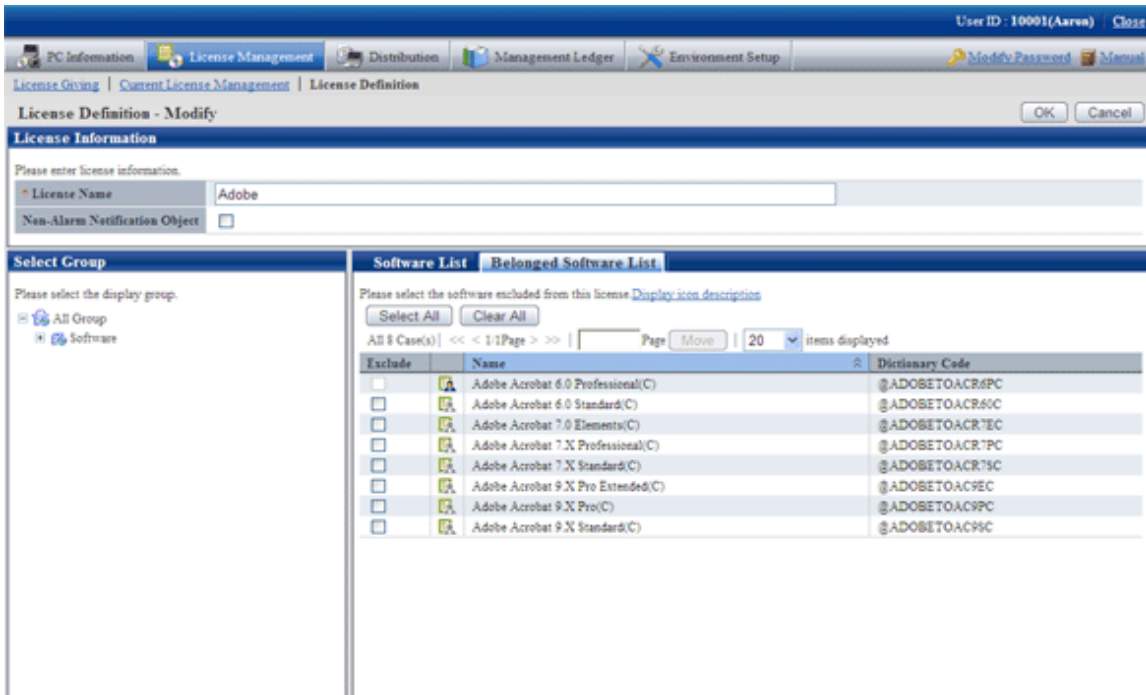 User ID : 10001(Aaron) Close
PC Information License Management Distribution Management Ledger Environment Setup Modify Password Manual
License Giving | Current License Management | License Definition
License Definition - Modify OK Cancel
License Information
Please enter license information.
* License Name Adobe
Non-Alarm Notification Object
Select Group
Please select the display group.
All Group
Software
Software List Belonged Software List
Please select the software excluded from this license.Display icon description
Select All Clear All
All 8 Case(s)| << < 1/1Page > >> | Page Move | 20 items displayed
Exclude Name Dictionary Code
Adobe Acrobat 6.0 Professional(C) @ADOBETOACR6PC
Adobe Acrobat 6.0 Standard(C) @ADOBETOACR60C
Adobe Acrobat 7.0 Elements(C) @ADOBETOACR7EC
Adobe Acrobat 7.X Professional(C) @ADOBETOACR7PC
Adobe Acrobat 7.X Standard(C) @ADOBETOACR7SC
Adobe Acrobat 9.X Pro Extended(C) @ADOBETOAC9EC
Adobe Acrobat 9.X Pro(C) @ADOBETOAC9PC
Adobe Acrobat 9.X Standard(C) @ADOBETOAC9SC